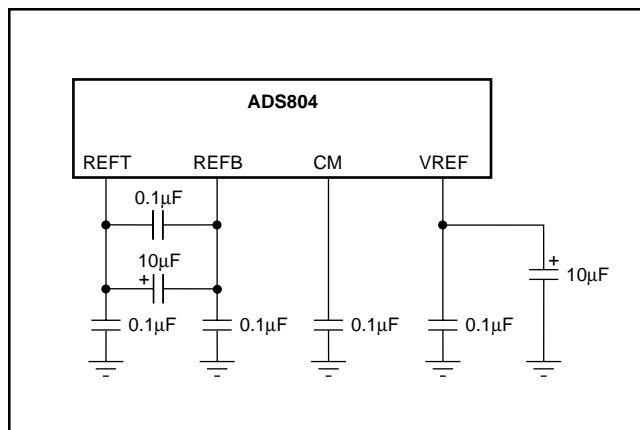 ADS804
REFT REFB CM VREF
0.1µF
10µF
+
+
10µF
0.1µF 0.1µF 0.1µF 0.1µF